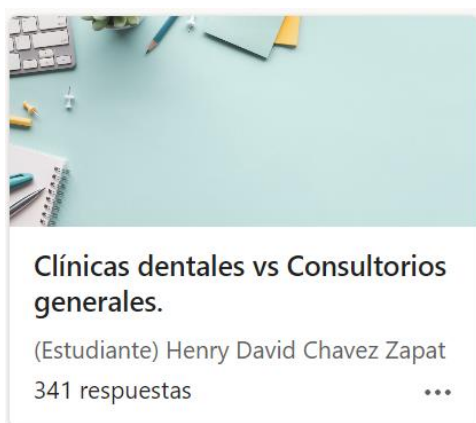 Clínicas dentales vs Consultorios
generales.
(Estudiante) Henry David Chavez Zapat
341 respuestas